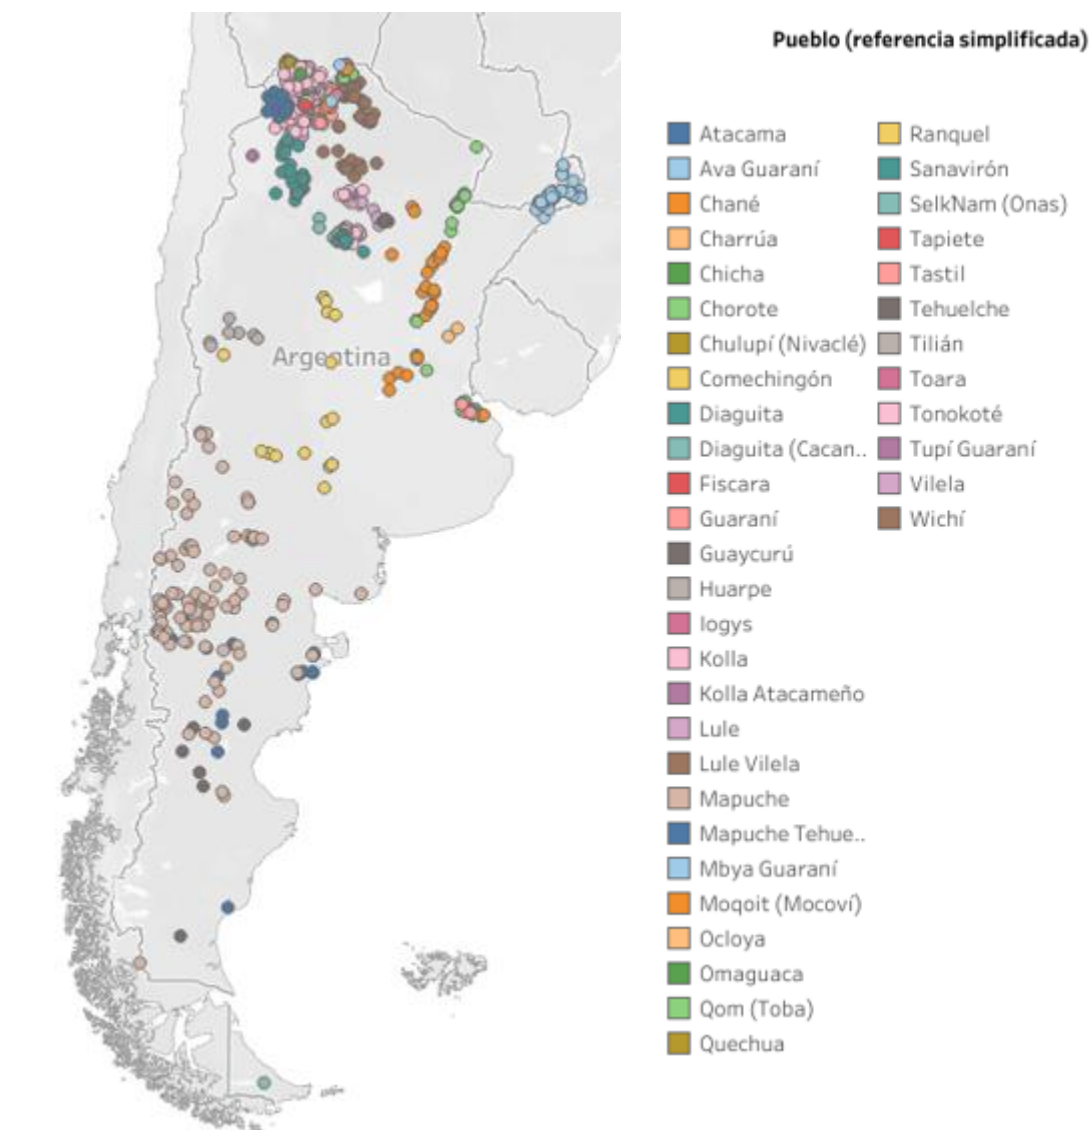 Pueblo (referencia simplificada)
Argentina
Atacama
Ava Guaraní
Chané
Charrúa
Chicha
Chorote
Chulupí (Nivaclé)
Comechingón
Diaguita
Diaguita (Cacan..
Fiscara
Guaraní
Guaycurú
Huarpe
Iogys
Kolla
Kolla Atacameño
Lule
Lule Vilela
Mapuche
Mapuche Tehue..
Mbya Guaraní
Moqoit (Mocoví)
Ocloya
Omaguaca
Qom (Toba)
Quechua
Ranquel
Sanavirón
SelkNam (Onas)
Tapiete
Tastil
Tehuelche
Tilián
Toara
Tonokoté
Tupí Guaraní
Vilela
Wichí